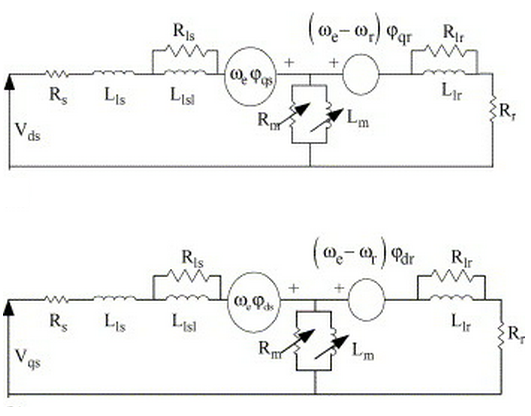 (ωe − ωr) φqr
Rls
Rlr
+
+
ωe φqs
Rs
Lls
Llsl
Llr
Rm
Lm
Rr
Vds
(ωe − ωr) φdr
Rls
Rlr
+
+
ωe φds
Rs
Lls
Llsl
Llr
Rm
Lm
Rr
Vqs